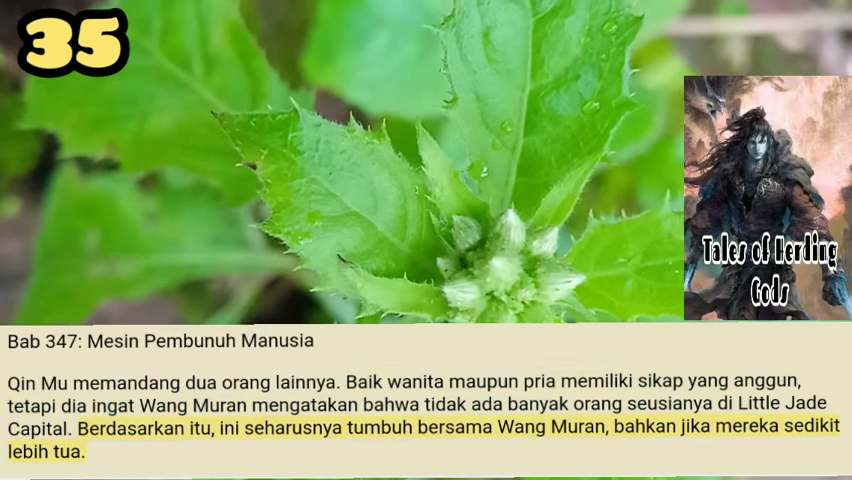 35
Tales of Herding
Gods
Bab 347: Mesin Pembunuh Manusia
Qin Mu memandang dua orang lainnya. Baik wanita maupun pria memiliki sikap yang anggun,
tetapi dia ingat Wang Muran mengatakan bahwa tidak ada banyak orang seusianya di Little Jade
Capital. Berdasarkan itu, ini seharusnya tumbuh bersama Wang Muran, bahkan jika mereka sedikit
lebih tua.